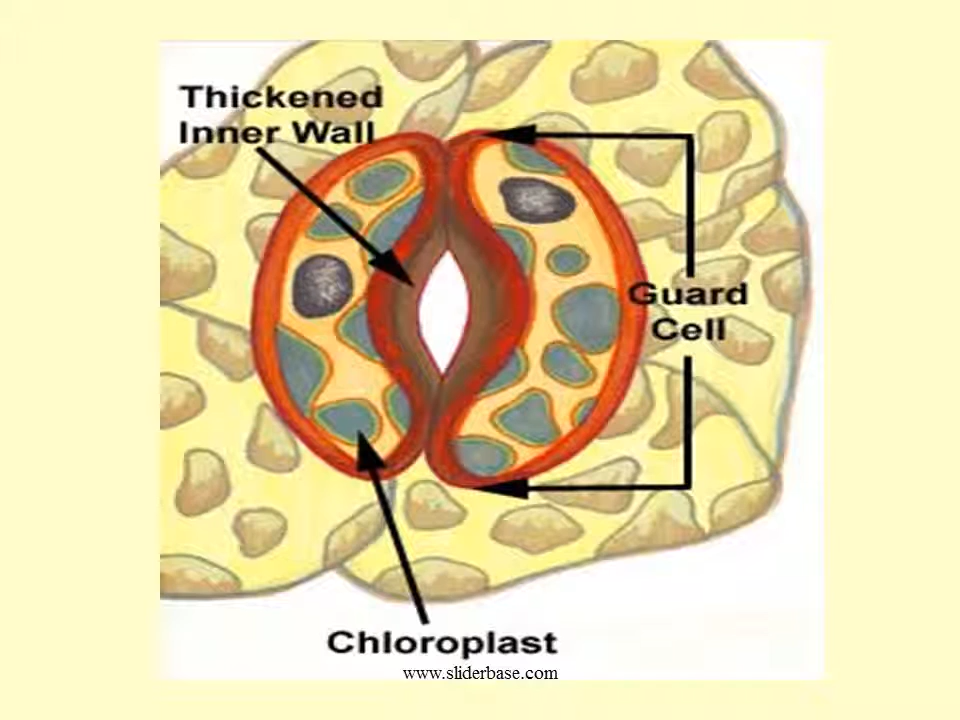 Thickened
Inner Wall
Guard
Cell
Chloroplast
www.sliderbase.com